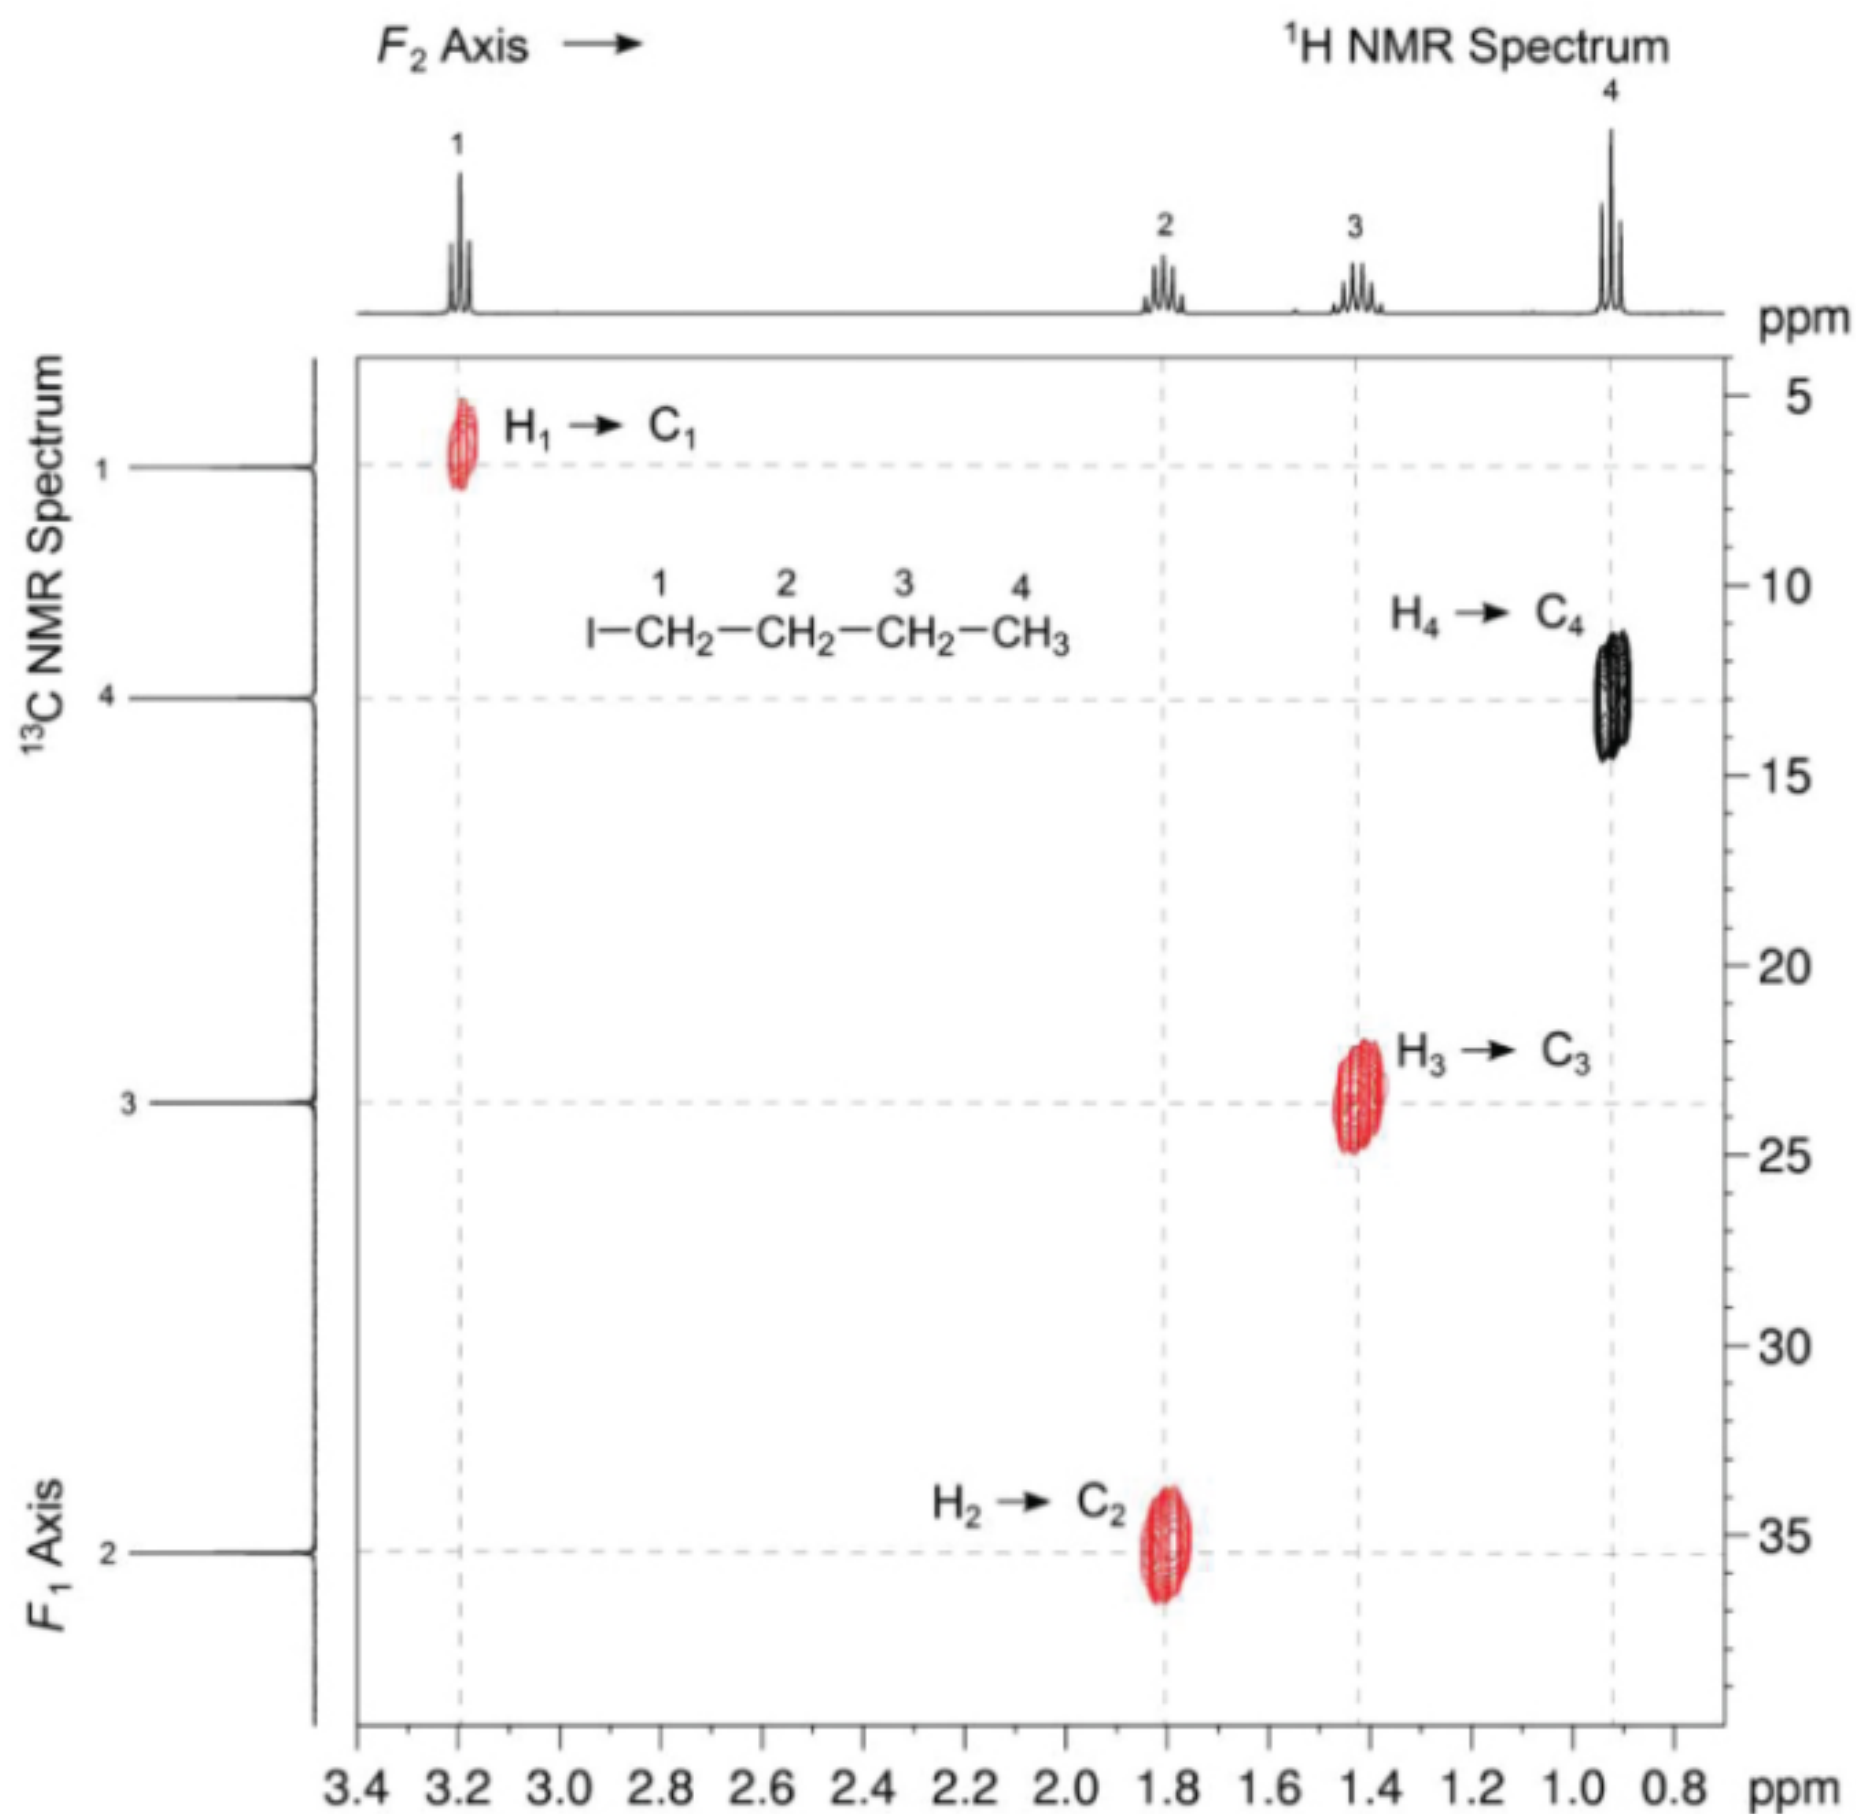 F₂ Axis → ¹H NMR Spectrum
4
1
2
3
ppm
¹³C NMR Spectrum
F₁ Axis
1
4
3
2
H₁ → C₁
1 2 3 4
I—CH₂—CH₂—CH₂—CH₃
H₄ → C₄
H₃ → C₃
H₂ → C₂
5
10
15
20
25
30
35
3.4 3.2 3.0 2.8 2.6 2.4 2.2 2.0 1.8 1.6 1.4 1.2 1.0 0.8 ppm